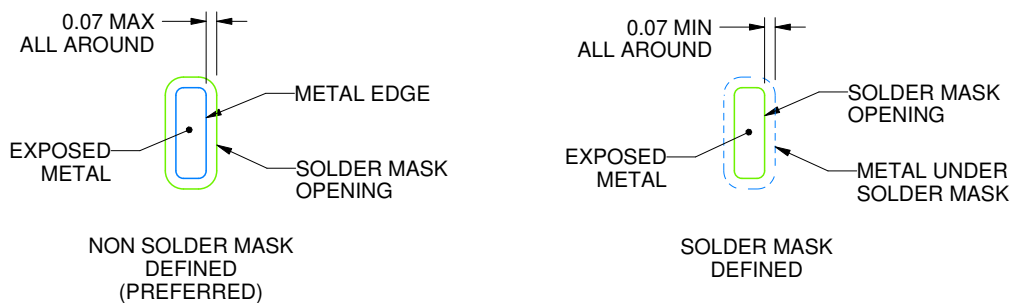 0.07 MAX
ALL AROUND
METAL EDGE
EXPOSED
METAL
SOLDER MASK
OPENING
NON SOLDER MASK
DEFINED
(PREFERRED)
0.07 MIN
ALL AROUND
SOLDER MASK
OPENING
EXPOSED
METAL
METAL UNDER
SOLDER MASK
SOLDER MASK
DEFINED